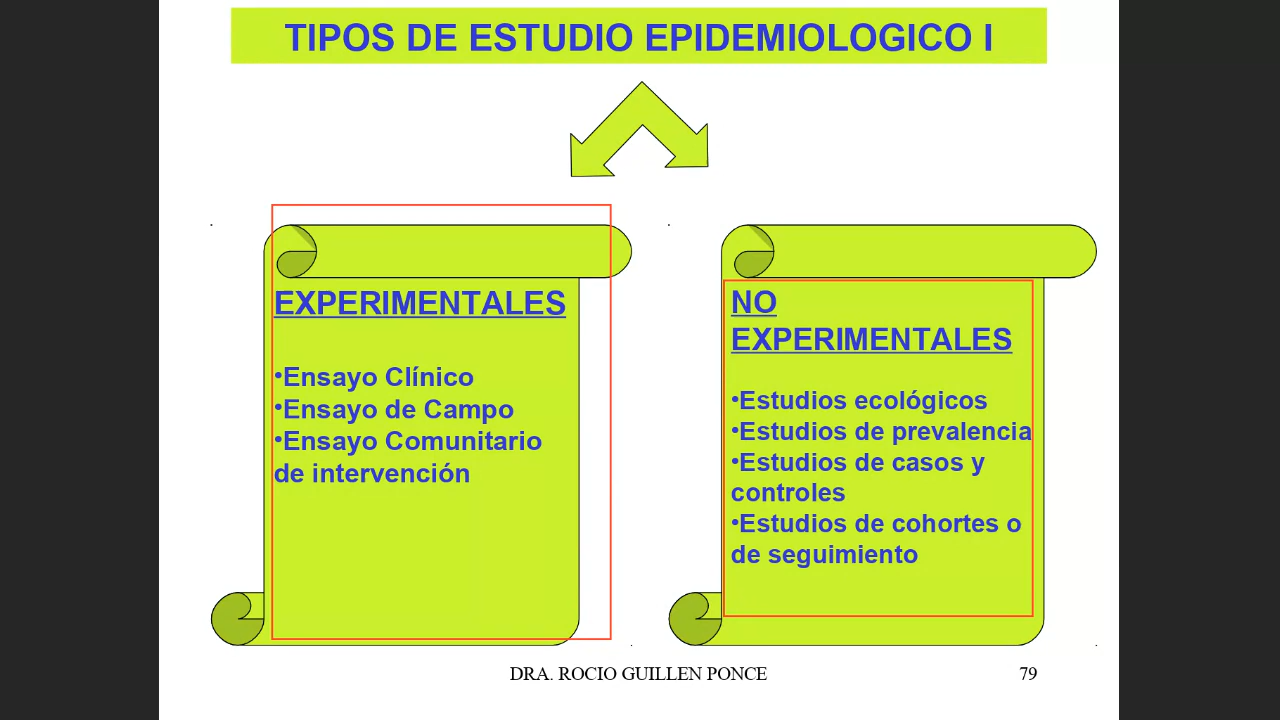 TIPOS DE ESTUDIO EPIDEMIOLOGICO I
EXPERIMENTALES
•Ensayo Clínico
•Ensayo de Campo
•Ensayo Comunitario
de intervención
NO
EXPERIMENTALES
•Estudios ecológicos
•Estudios de prevalencia
•Estudios de casos y
controles
•Estudios de cohortes o
de seguimiento
DRA. ROCIO GUILLEN PONCE
79